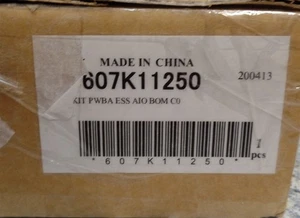 MADE IN CHINA
607K11250
200413
KIT PWBA ESS AIO BOM C0
1
pcs
*607K11250*